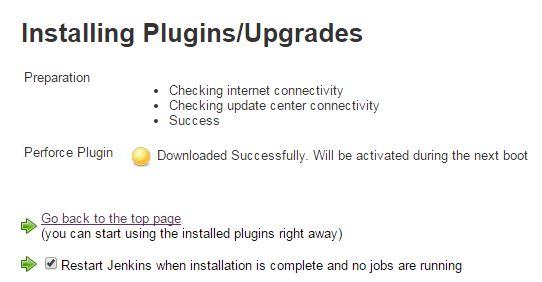 Installing Plugins/Upgrades
Preparation
Checking internet connectivity
Checking update center connectivity
Success
Perforce Plugin Downloaded Successfully. Will be activated during the next boot
Go back to the top page
(you can start using the installed plugins right away)
Restart Jenkins when installation is complete and no jobs are running